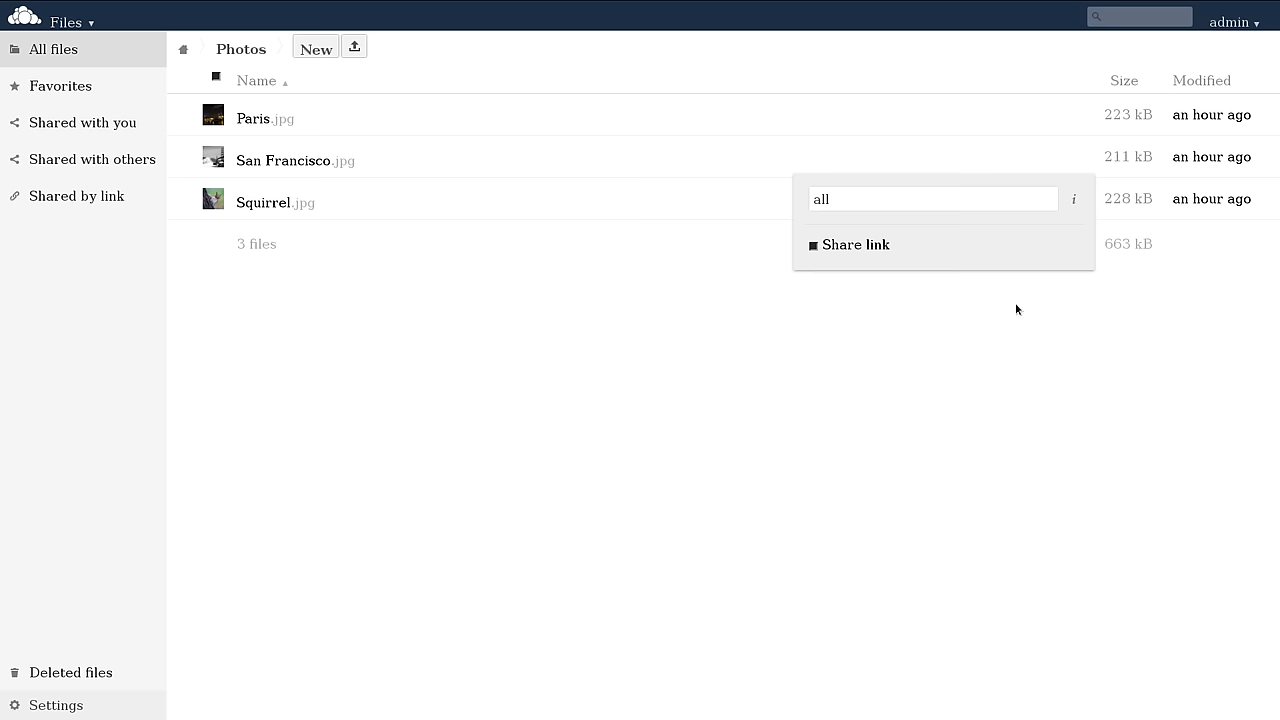 Files ▾
admin ▾
All files
Favorites
Shared with you
Shared with others
Shared by link
Deleted files
Settings
Photos
New
Name ▴ Size Modified
Paris.jpg 223 kB an hour ago
San Francisco.jpg 211 kB an hour ago
Squirrel.jpg 228 kB an hour ago
3 files 663 kB
all i
Share link